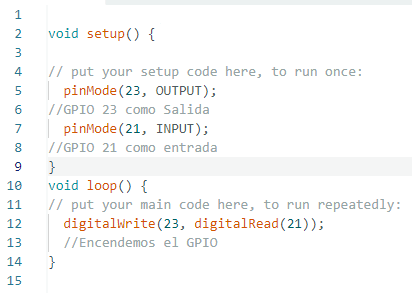 1
2 void setup() {
3
4 // put your setup code here, to run once:
5 pinMode(23, OUTPUT);
6 //GPIO 23 como Salida
7 pinMode(21, INPUT);
8 //GPIO 21 como entrada
9 }
10 void loop() {
11 // put your main code here, to run repeatedly:
12 digitalWrite(23, digitalRead(21));
13 //Encendemos el GPIO
14 }
15